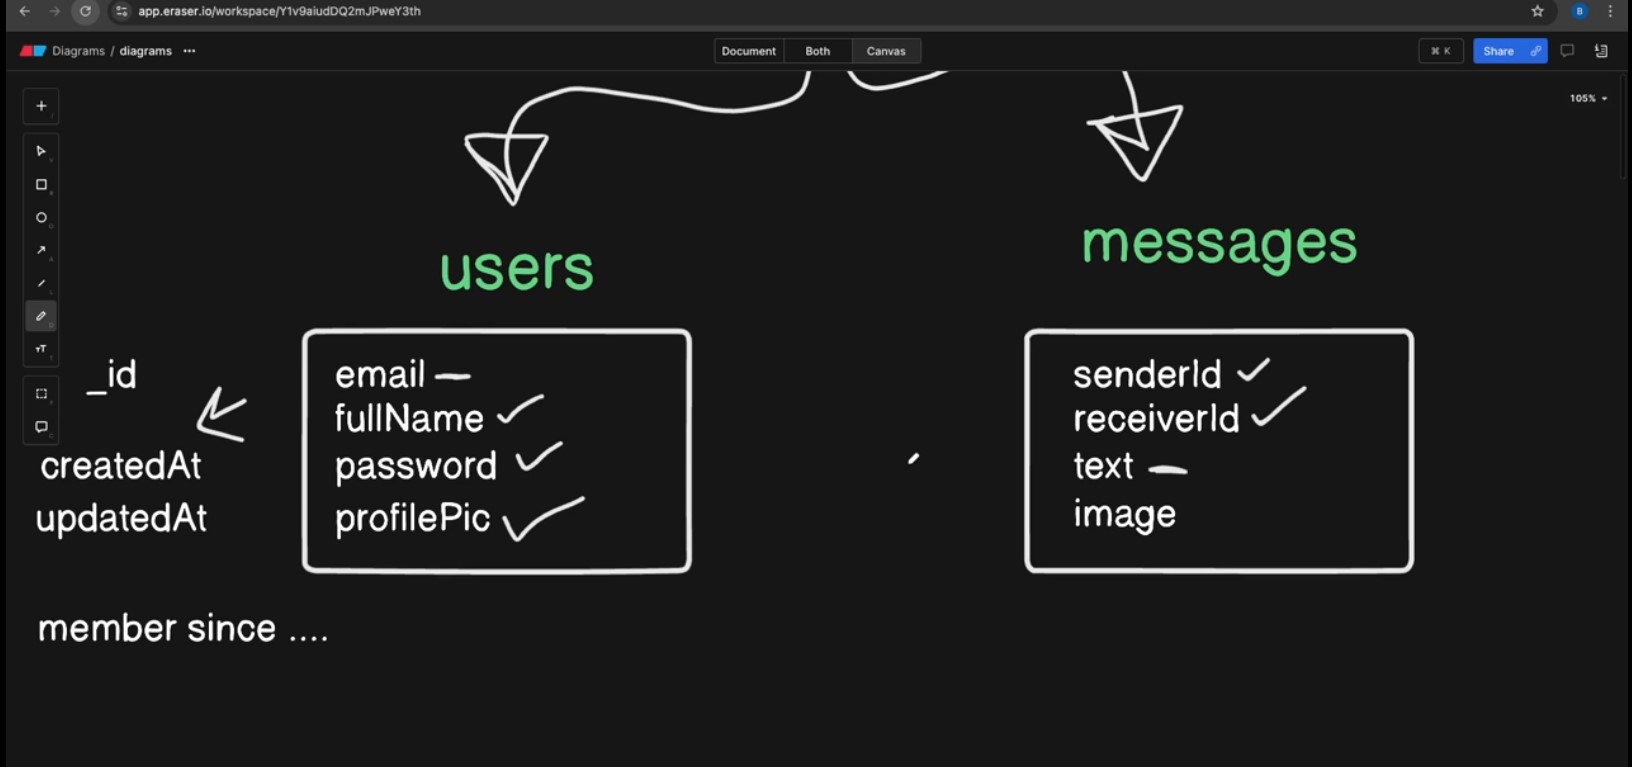 app.eraser.io/workspace/Y1v9aiudDQ2mJPweY3th
B
Diagrams / diagrams ...
Document Both Canvas
⌘ K
Share
105%
users
messages
_id
createdAt
updatedAt
email
fullName
password
profilePic
senderId
receiverId
text
image
member since ....